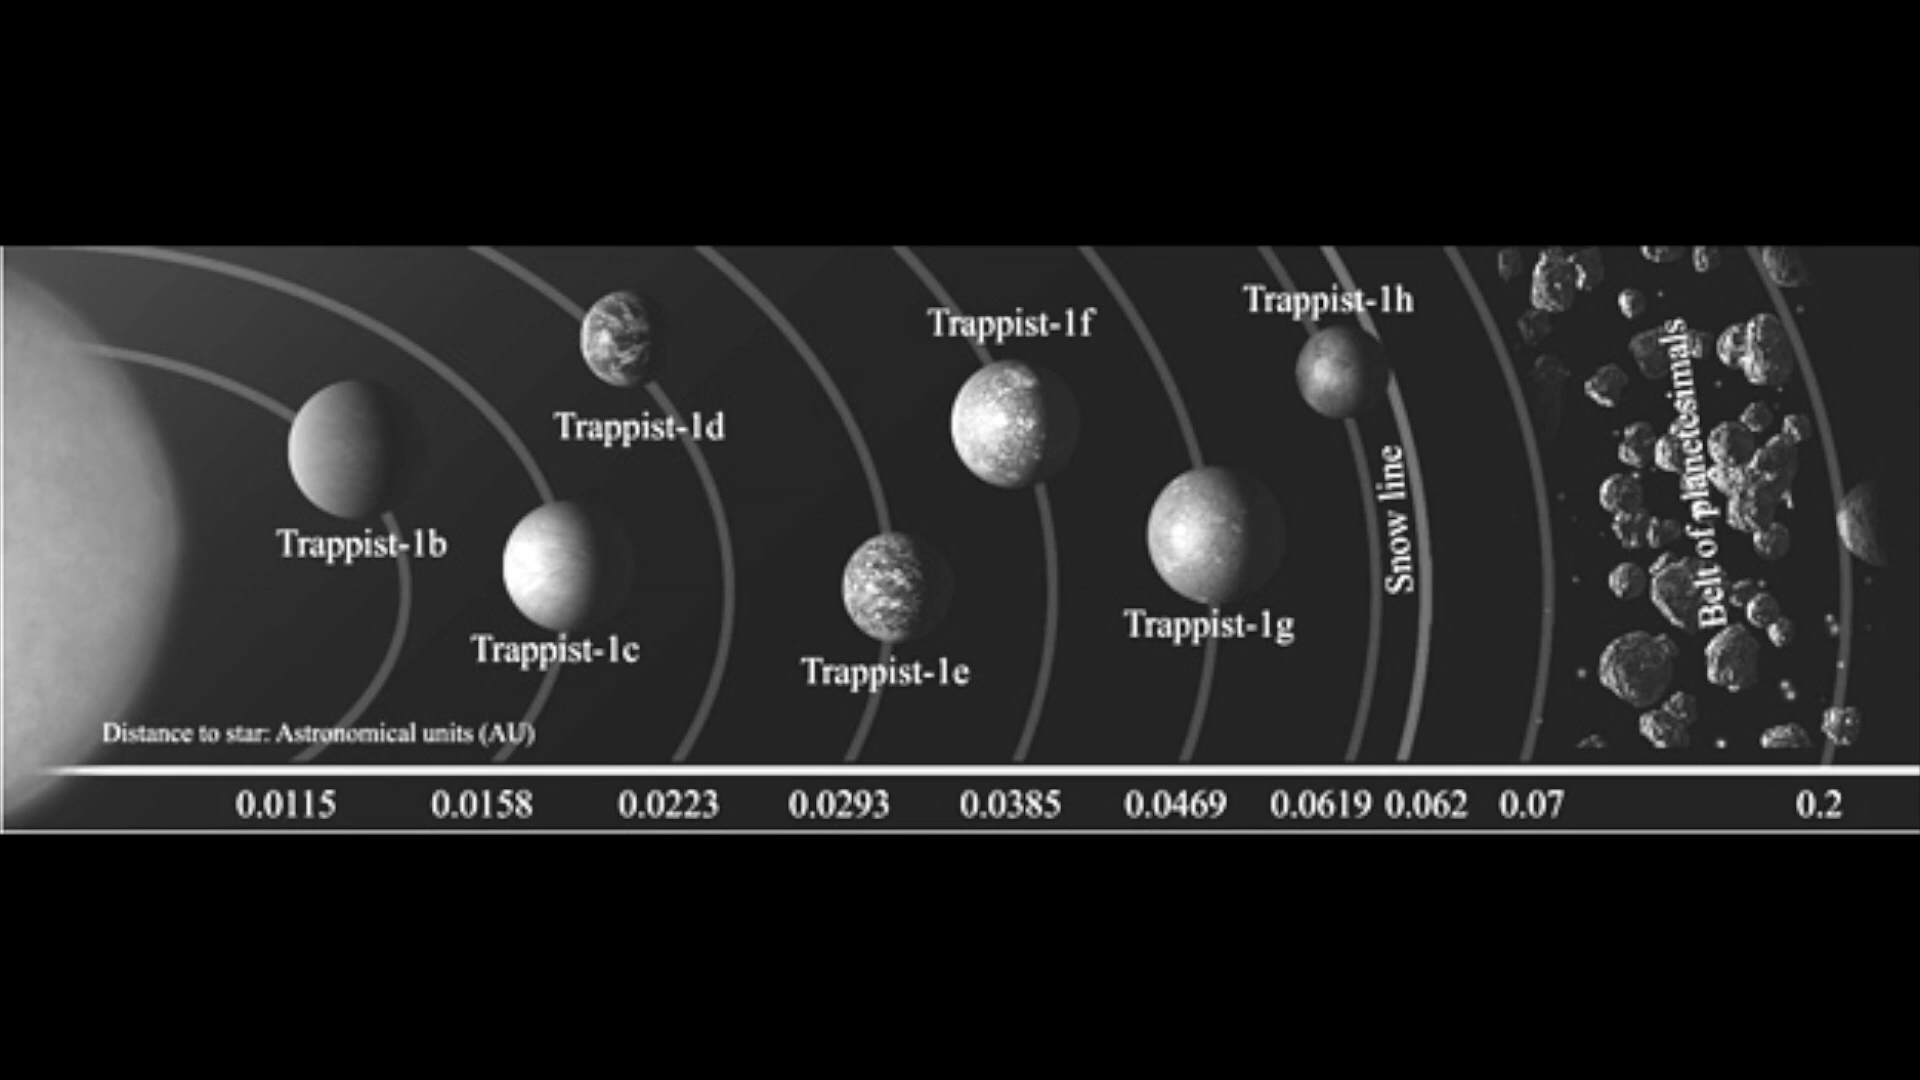 Trappist-1b
Trappist-1c
Trappist-1d
Trappist-1e
Trappist-1f
Trappist-1g
Trappist-1h
Snow line
Belt of planetesimals
Distance to star: Astronomical units (AU)
0.0115 0.0158 0.0223 0.0293 0.0385 0.0469 0.0619 0.062 0.07 0.2